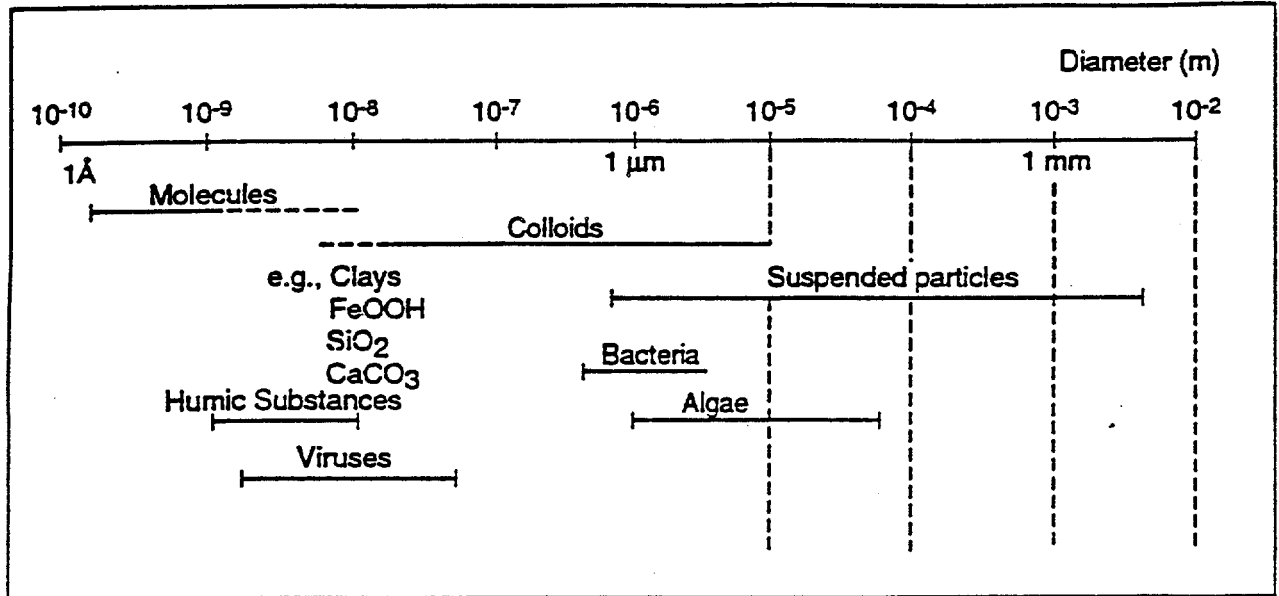 Diameter (m)
10⁻¹⁰ 10⁻⁹ 10⁻⁸ 10⁻⁷ 10⁻⁶ 10⁻⁵ 10⁻⁴ 10⁻³ 10⁻²
1Å 1 μm 1 mm
Molecules
Colloids
e.g., Clays Suspended particles
FeOOH
SiO₂
CaCO₃ Bacteria
Humic Substances Algae
Viruses